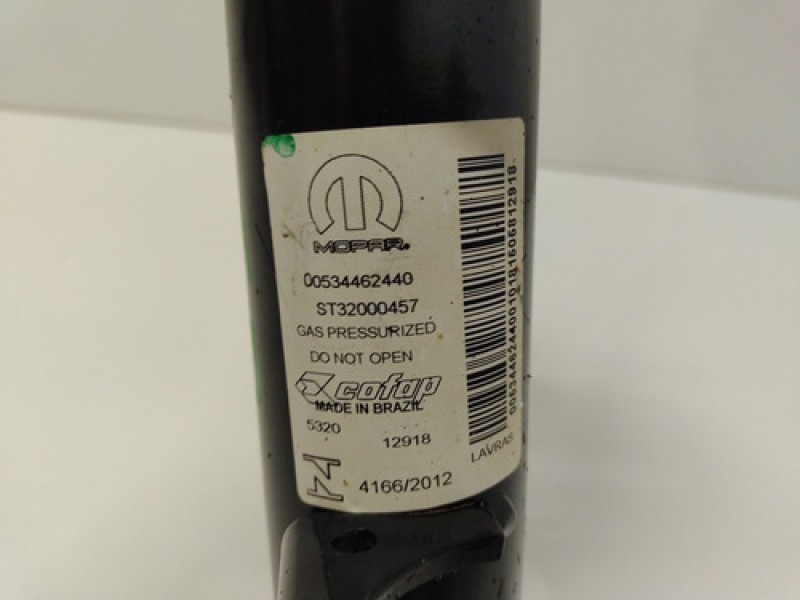 MOPAR®
00534462440
ST32000457
GAS PRESSURIZED
DO NOT OPEN
cofap
MADE IN BRAZIL
5320
12918
4166/2012
LAVRAS